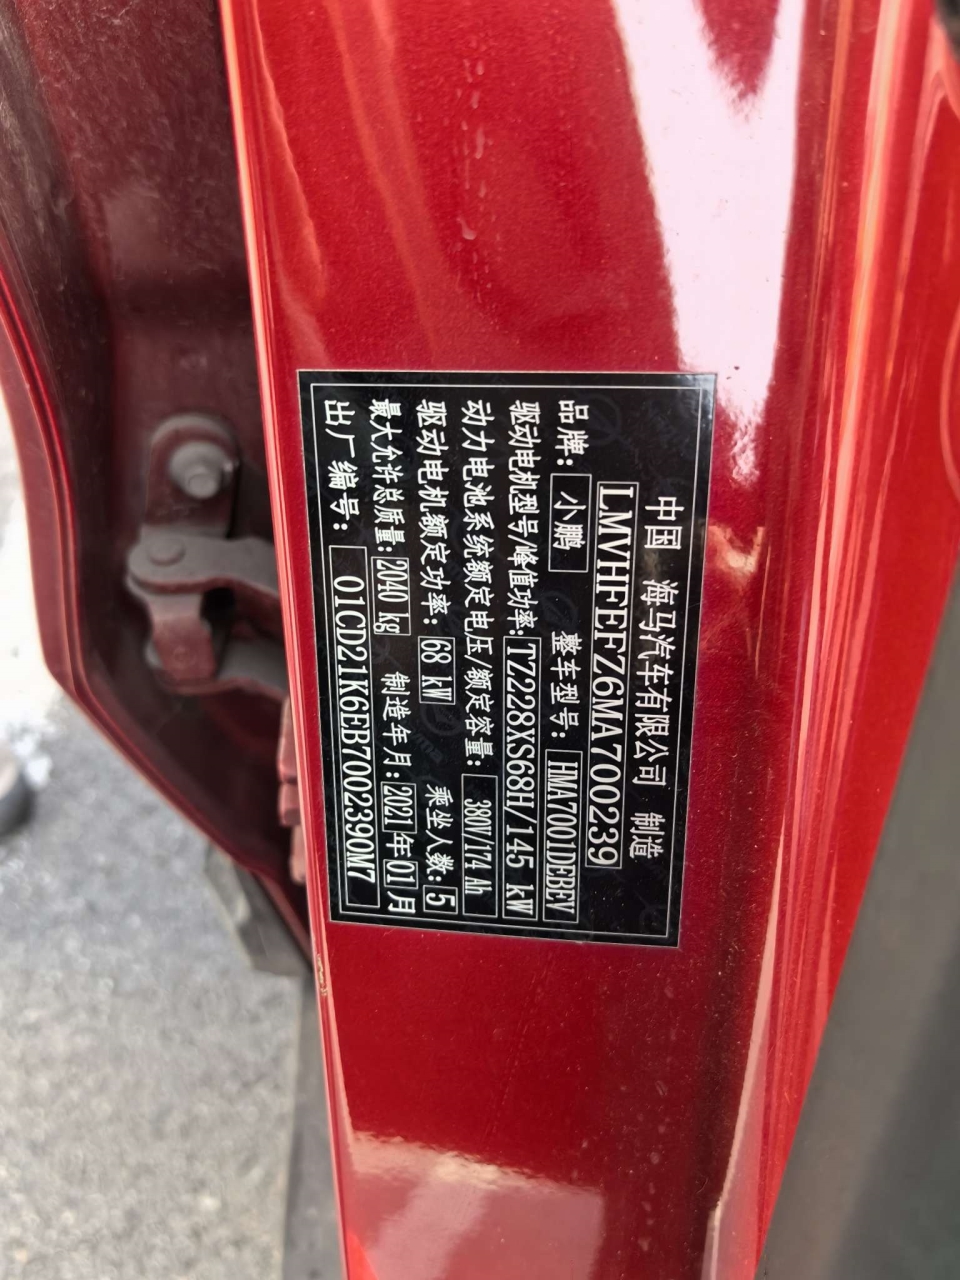 中国 海马汽车有限公司 制造
LMVHFEFZ6MA700239
品牌: 小鹏 整车型号: HMA7001DEBEV
驱动电机型号/峰值功率: TZ228XS68H/145 kW
动力电池系统额定电压/额定容量: 380V/174 Ah
驱动电机额定功率: 68 kW 乘坐人数: 5
最大允许总质量: 2040 kg 制造年月: 2021年01月
出厂编号: 01CD21K6EB700239OM7